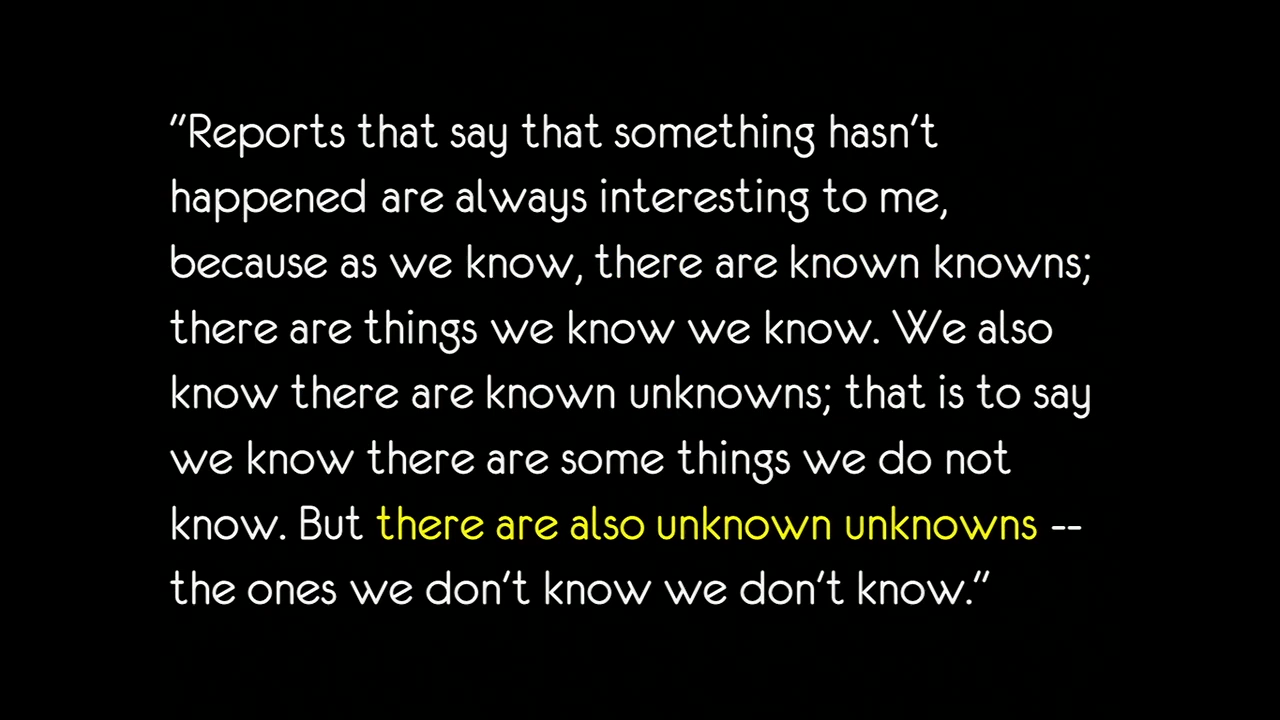 “Reports that say that something hasn’t
happened are always interesting to me,
because as we know, there are known knowns;
there are things we know we know. We also
know there are known unknowns; that is to say
we know there are some things we do not
know. But there are also unknown unknowns --
the ones we don’t know we don’t know.”